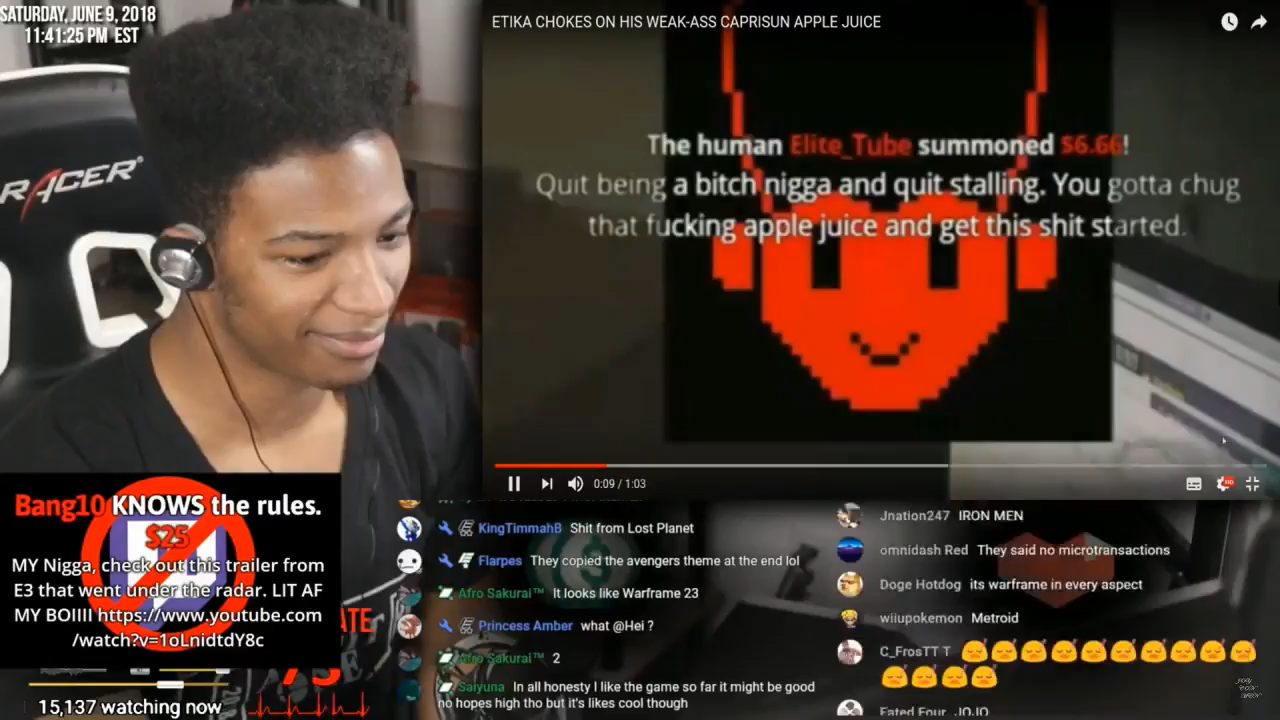 SATURDAY, JUNE 9, 2018
11:41:25 PM EST
RACER
ETIKA CHOKES ON HIS WEAK-ASS CAPRISUN APPLE JUICE
The human Elite_Tube summoned $6.66!
Quit being a bitch nigga and quit stalling. You gotta chug
that fucking apple juice and get this shit started.
HD
0:09 / 1:03
Bang10 KNOWS the rules.
$25
MY Nigga, check out this trailer from
E3 that went under the radar. LIT AF
MY BOIIII https://www.youtube.com
/watch?v=1oLnidtdY8c
15,137 watching now
KingTimmahB Shit from Lost Planet
Flarpes They copied the avengers theme at the end lol
Afro Sakurai™ It looks like Warframe 23
Princess Amber what @Hei ?
Afro Sakurai™ 2
Saiyuna In all honesty I like the game so far it might be good
no hopes high tho but it's likes cool though
Jnation247 IRON MEN
omnidash Red They said no microtransactions
Doge Hotdog its warframe in every aspect
wiiupokemon Metroid
C_FrosTT T
Fated Four JOJO